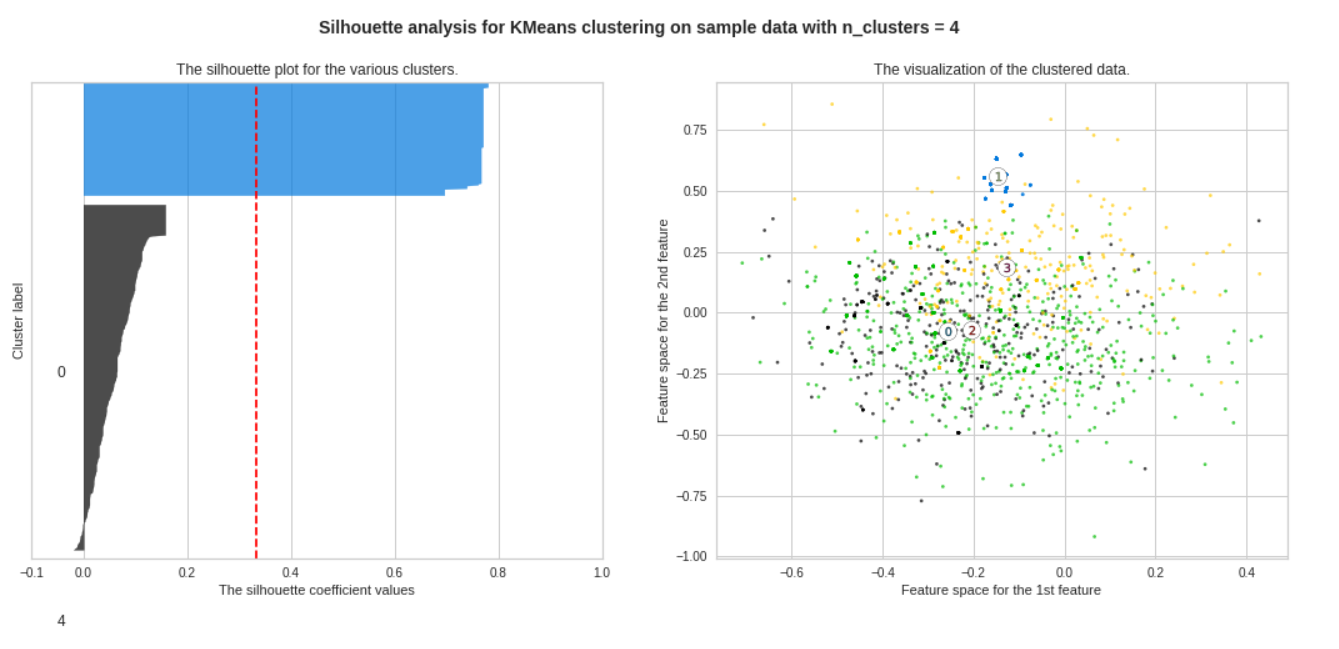 Silhouette analysis for KMeans clustering on sample data with n_clusters = 4
The silhouette plot for the various clusters.
Cluster label
0
−0.1 0.0 0.2 0.4 0.6 0.8 1.0
The silhouette coefficient values
4
The visualization of the clustered data.
Feature space for the 2nd feature
0.75
0.50
0.25
0.00
−0.25
−0.50
−0.75
−1.00
1
3
0 2
−0.6 −0.4 −0.2 0.0 0.2 0.4
Feature space for the 1st feature